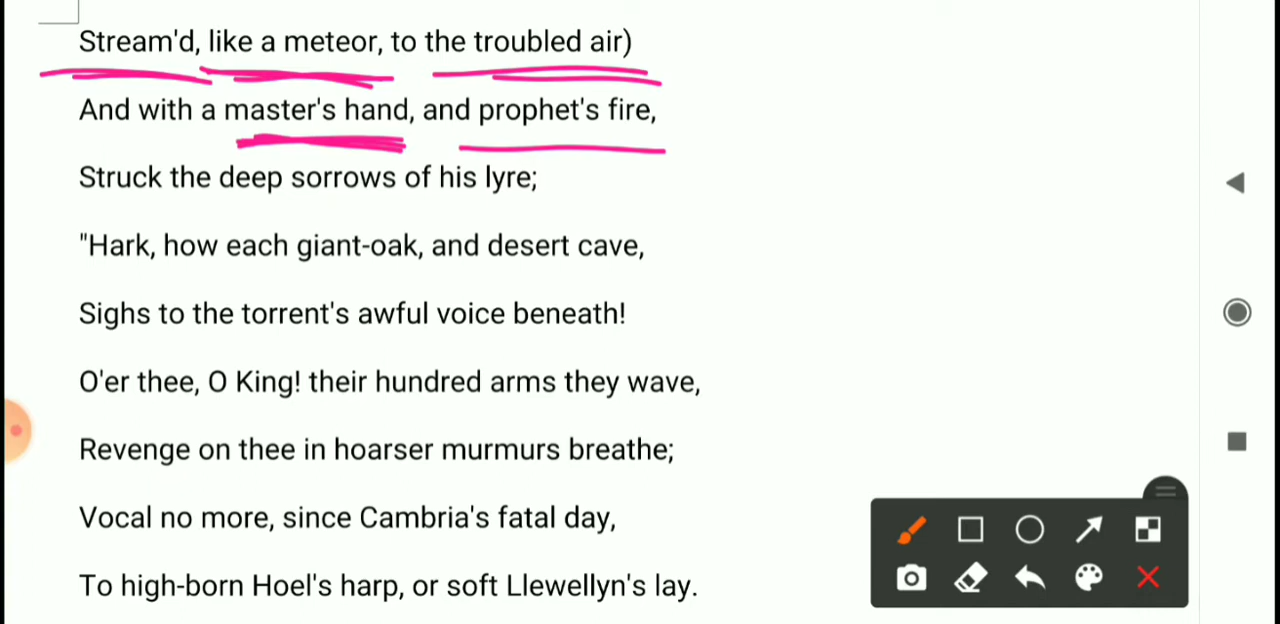 Stream'd, like a meteor, to the troubled air)
And with a master's hand, and prophet's fire,
Struck the deep sorrows of his lyre;
"Hark, how each giant-oak, and desert cave,
Sighs to the torrent's awful voice beneath!
O'er thee, O King! their hundred arms they wave,
Revenge on thee in hoarser murmurs breathe;
Vocal no more, since Cambria's fatal day,
To high-born Hoel's harp, or soft Llewellyn's lay.